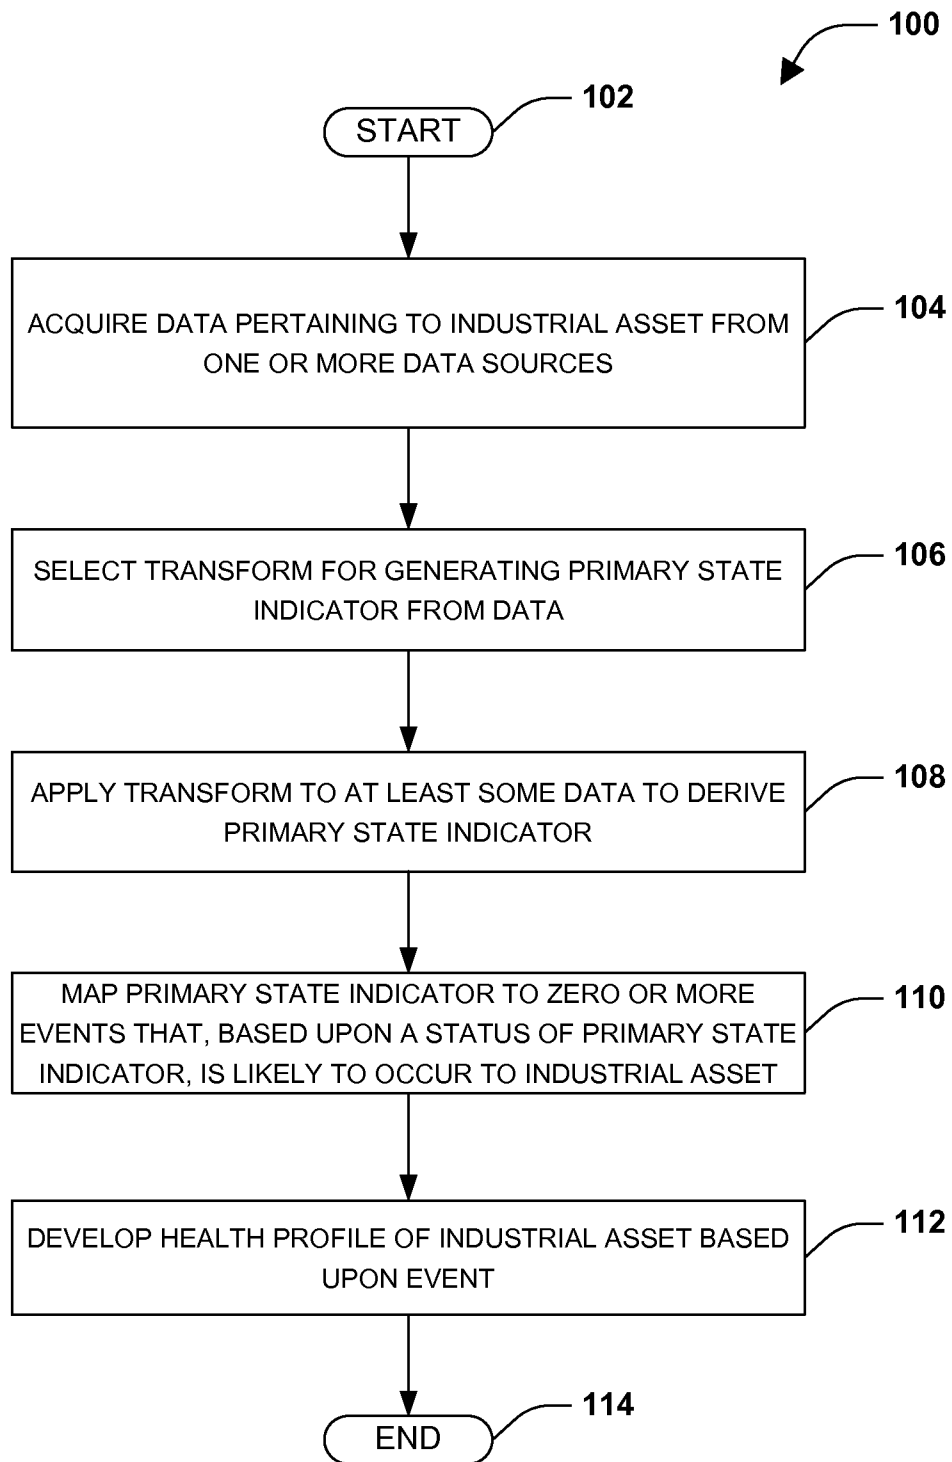 100
102
START
ACQUIRE DATA PERTAINING TO INDUSTRIAL ASSET FROM
ONE OR MORE DATA SOURCES
104
SELECT TRANSFORM FOR GENERATING PRIMARY STATE
INDICATOR FROM DATA
106
APPLY TRANSFORM TO AT LEAST SOME DATA TO DERIVE
PRIMARY STATE INDICATOR
108
MAP PRIMARY STATE INDICATOR TO ZERO OR MORE
EVENTS THAT, BASED UPON A STATUS OF PRIMARY STATE
INDICATOR, IS LIKELY TO OCCUR TO INDUSTRIAL ASSET
110
DEVELOP HEALTH PROFILE OF INDUSTRIAL ASSET BASED
UPON EVENT
112
END
114